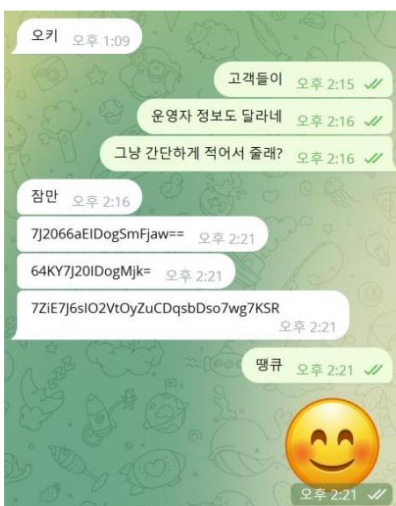 오키 오후 1:09
고객들이 오후 2:15
운영자 정보도 달라네 오후 2:16
그냥 간단하게 적어서 줄래? 오후 2:16
잠만 오후 2:16
7J2066aEIDogSmFjaw== 오후 2:21
64KY7J20IDogMjk= 오후 2:21
7ZiE7J6sIO2VtOyZuCDqsbDso7wg7KSR
오후 2:21
땡큐 오후 2:21
오후 2:21